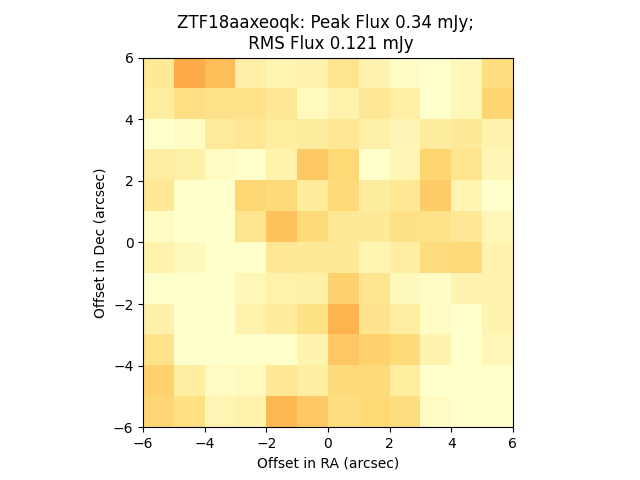 ZTF18aaxeoqk: Peak Flux 0.34 mJy;
RMS Flux 0.121 mJy
6
4
2
0
−2
−4
−6
Offset in Dec (arcsec)
−6 −4 −2 0 2 4 6
Offset in RA (arcsec)